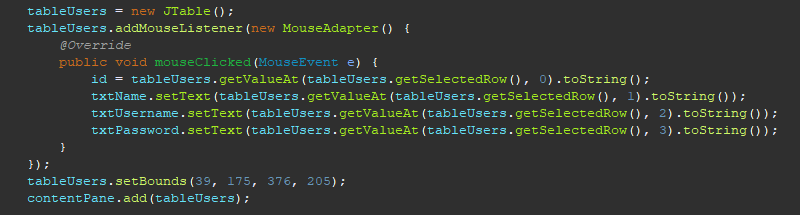 tableUsers = new JTable();
tableUsers.addMouseListener(new MouseAdapter() {
@Override
public void mouseClicked(MouseEvent e) {
id = tableUsers.getValueAt(tableUsers.getSelectedRow(), 0).toString();
txtName.setText(tableUsers.getValueAt(tableUsers.getSelectedRow(), 1).toString());
txtUsername.setText(tableUsers.getValueAt(tableUsers.getSelectedRow(), 2).toString());
txtPassword.setText(tableUsers.getValueAt(tableUsers.getSelectedRow(), 3).toString());
}
});
tableUsers.setBounds(39, 175, 376, 205);
contentPane.add(tableUsers);